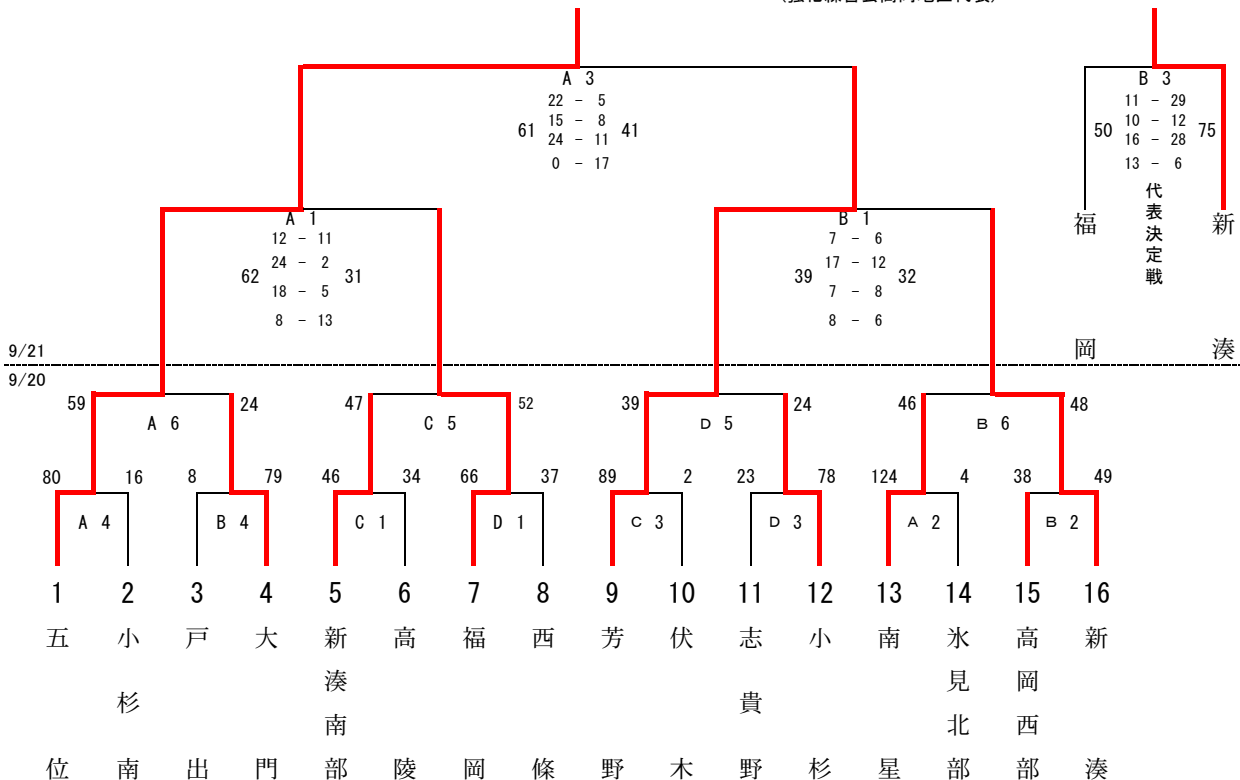 A 3
22 - 5
15 - 8
61 24 - 11 41
0 - 17
B 3
11 - 29
10 - 12
50 16 - 28 75
13 - 6
代表決定戦
福岡
新湊
A 1
12 - 11
24 - 2
62 31
18 - 5
8 - 13
B 1
7 - 6
17 - 12
39 32
7 - 8
8 - 6
9/21
9/20
59 24 47 52 39 24 46 48
A 6 C 5 D 5 B 6
80 16 8 79 46 34 66 37 89 2 23 78 124 4 38 49
A 4 B 4 C 1 D 1 C 3 D 3 A 2 B 2
1 2 3 4 5 6 7 8 9 10 11 12 13 14 15 16
五位
小杉南
戸出
大門
新湊南部
高陵
福岡
西條
芳野
伏木
志貴野
小杉
南星
氷見北部
高岡西部
新湊